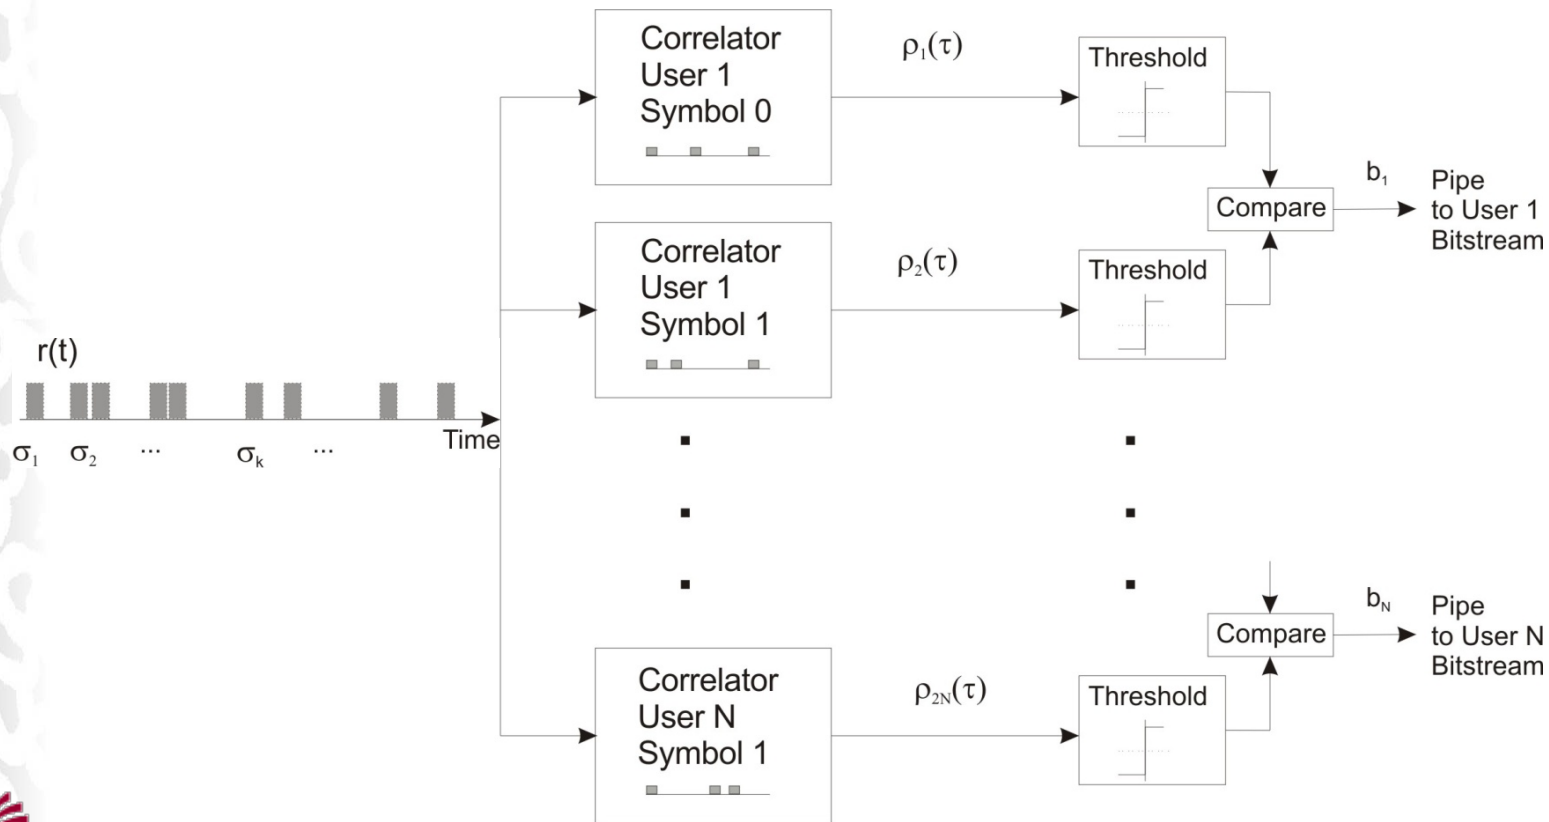 Correlator
User 1
Symbol 0
ρ₁(τ)
Threshold
Compare
b₁
Pipe
to User 1
Bitstream
Correlator
User 1
Symbol 1
ρ₂(τ)
Threshold
r(t)
Time
σ₁ σ₂ ... σₖ ...
Correlator
User N
Symbol 1
ρ₂N(τ)
Threshold
Compare
bN
Pipe
to User N
Bitstream